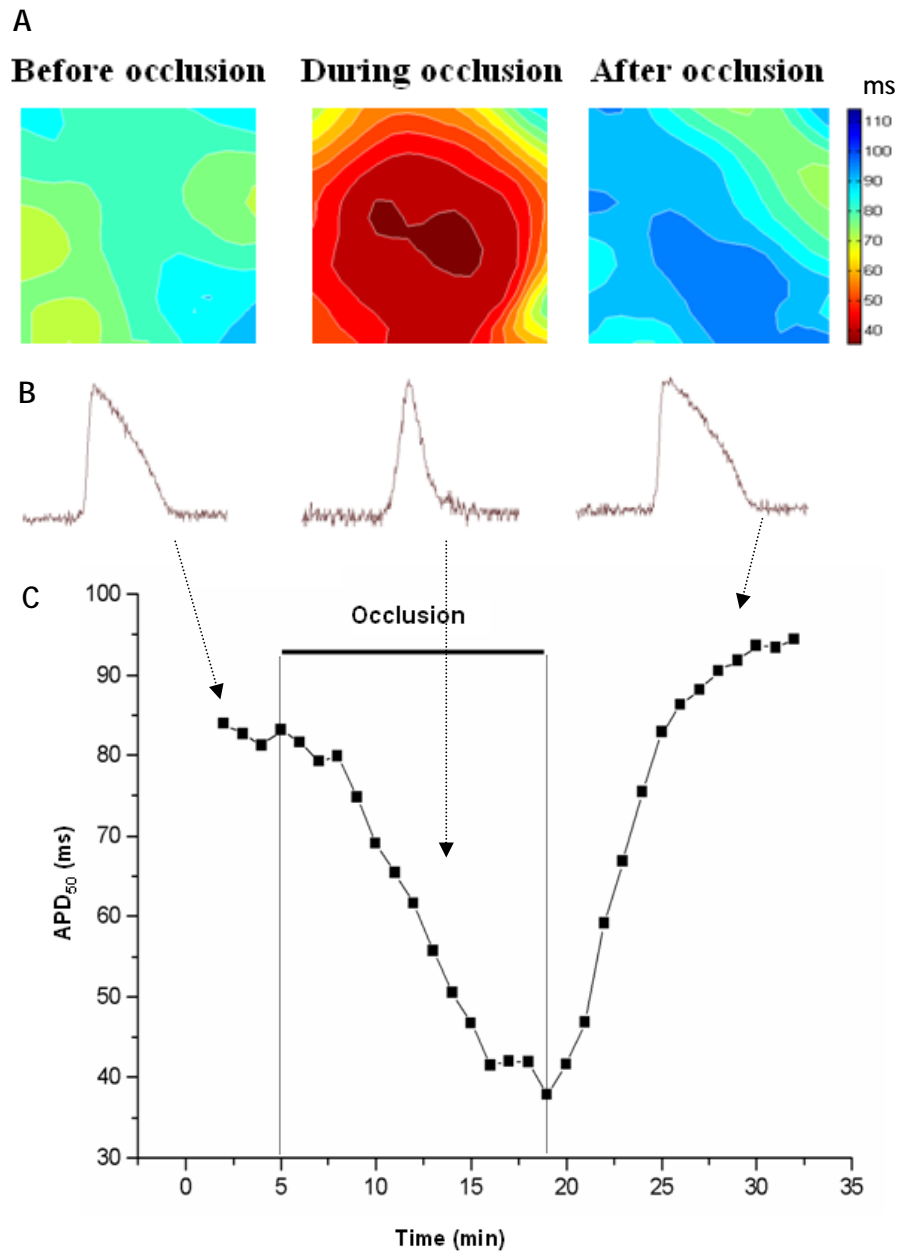 A
Before occlusion During occlusion After occlusion
ms
110
100
90
80
70
60
50
40
B
C
Occlusion
100
90
80
70
60
50
40
30
APD50 (ms)
0 5 10 15 20 25 30 35
Time (min)